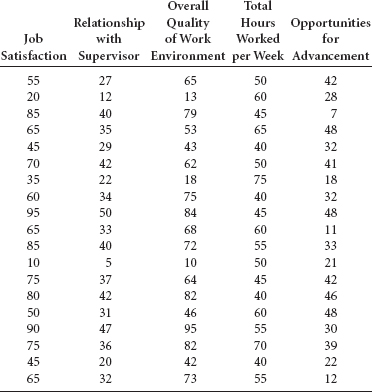 Overall Total
Relationship Quality Hours Opportunities
Job with of Work Worked for
Satisfaction Supervisor Environment per Week Advancement
55 27 65 50 42
20 12 13 60 28
85 40 79 45 7
65 35 53 65 48
45 29 43 40 32
70 42 62 50 41
35 22 18 75 18
60 34 75 40 32
95 50 84 45 48
65 33 68 60 11
85 40 72 55 33
10 5 10 50 21
75 37 64 45 42
80 42 82 40 46
50 31 46 60 48
90 47 95 55 30
75 36 82 70 39
45 20 42 40 22
65 32 73 55 12